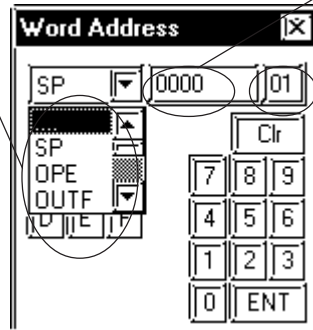 Word Address
SP 0000 01
SP
OPE
OUTF
Clr
7 8 9
D E F
4 5 6
1 2 3
0 ENT